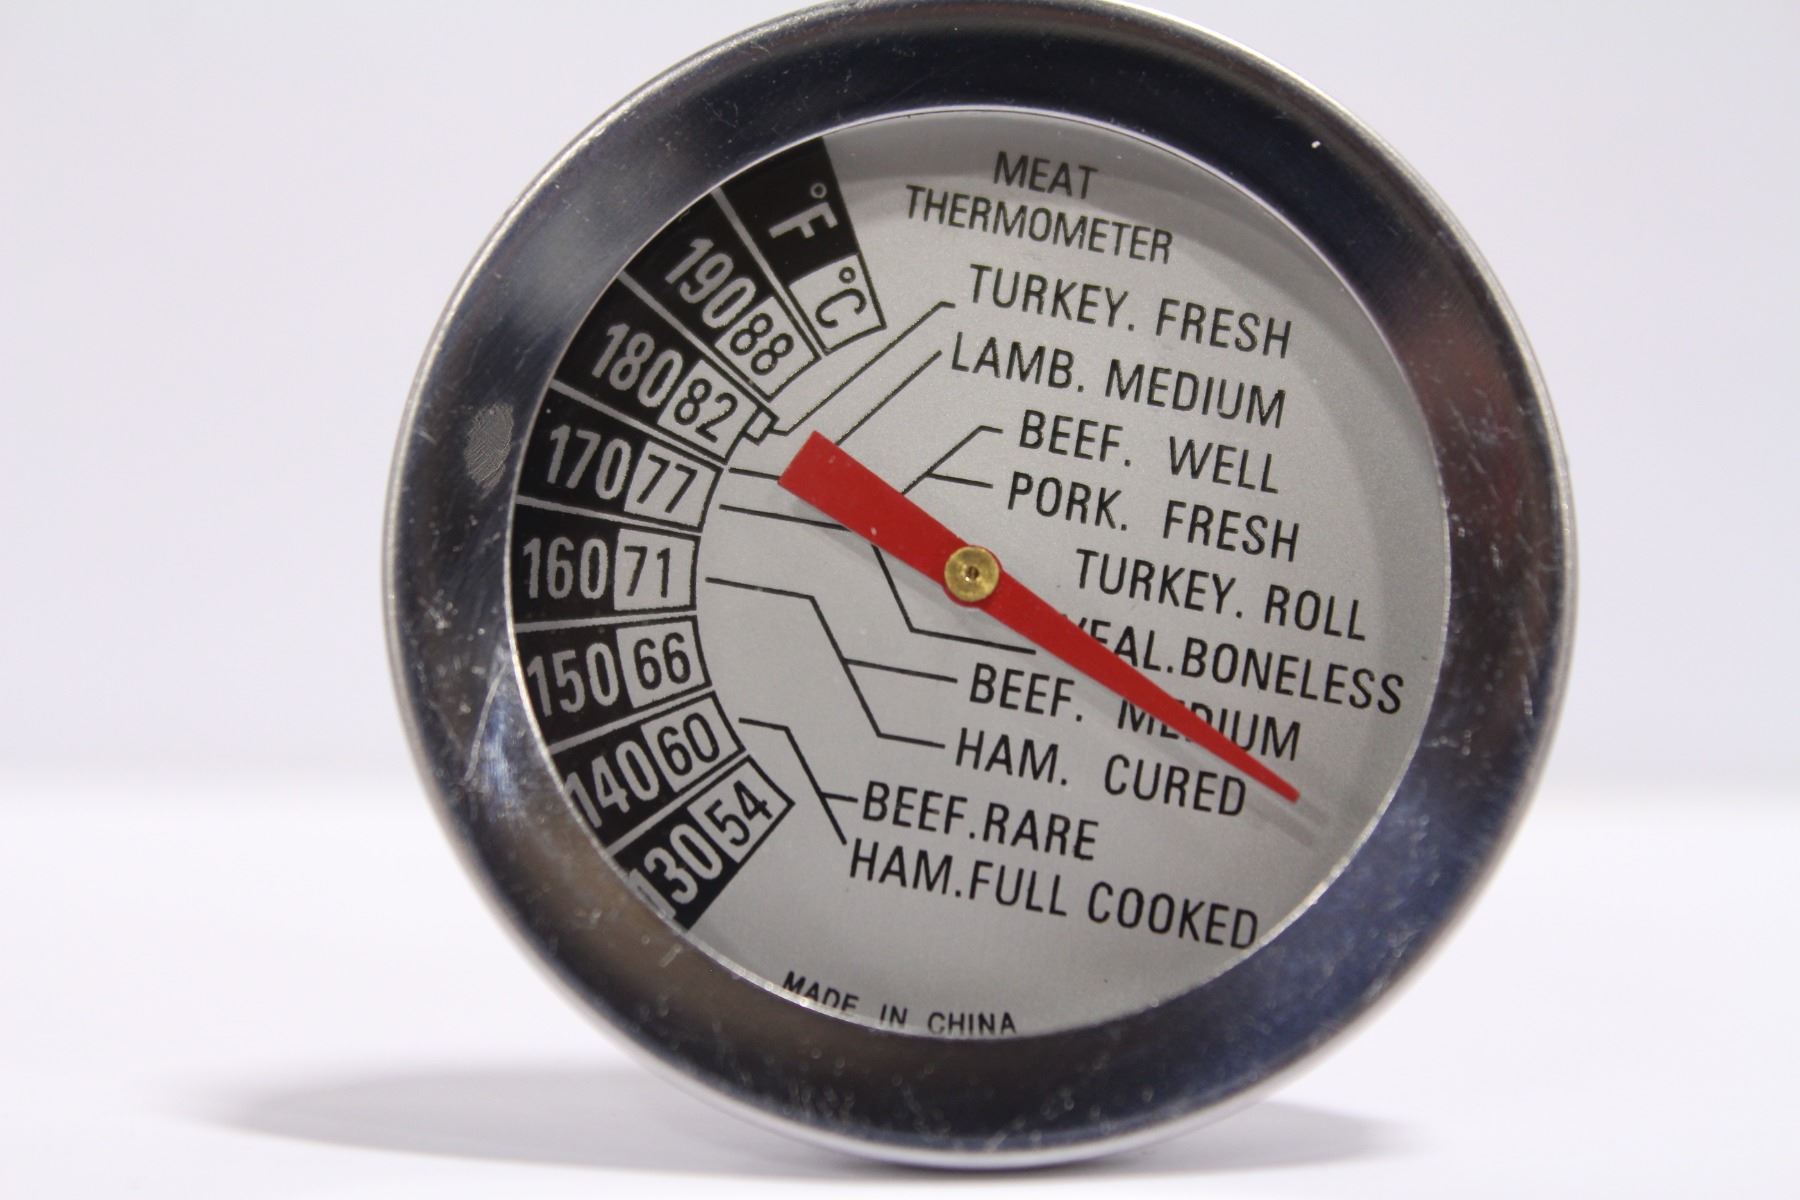 MEAT
THERMOMETER
°F °C
190 88
180 82
170 77
160 71
150 66
140 60
130 54
TURKEY. FRESH
LAMB. MEDIUM
BEEF. WELL
PORK. FRESH
TURKEY. ROLL
VEAL.BONELESS
BEEF. MEDIUM
HAM. CURED
BEEF.RARE
HAM.FULL COOKED
MADE IN CHINA